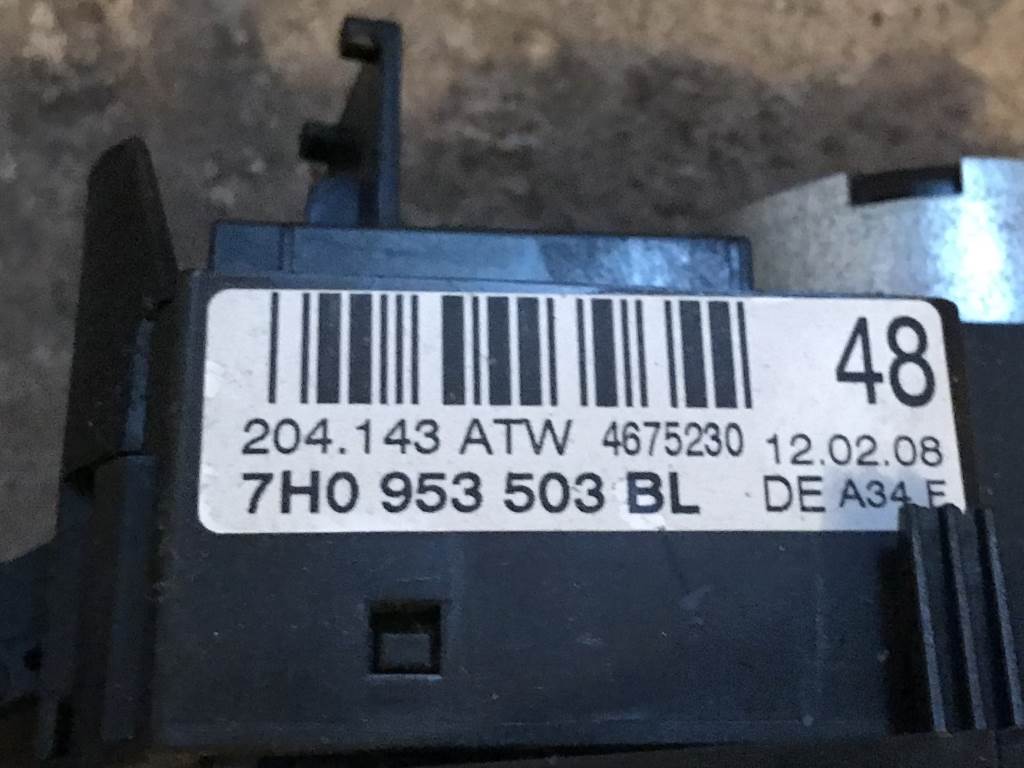 48
204.143 ATW 4675230 12.02.08
7H0 953 503 BL DE A34